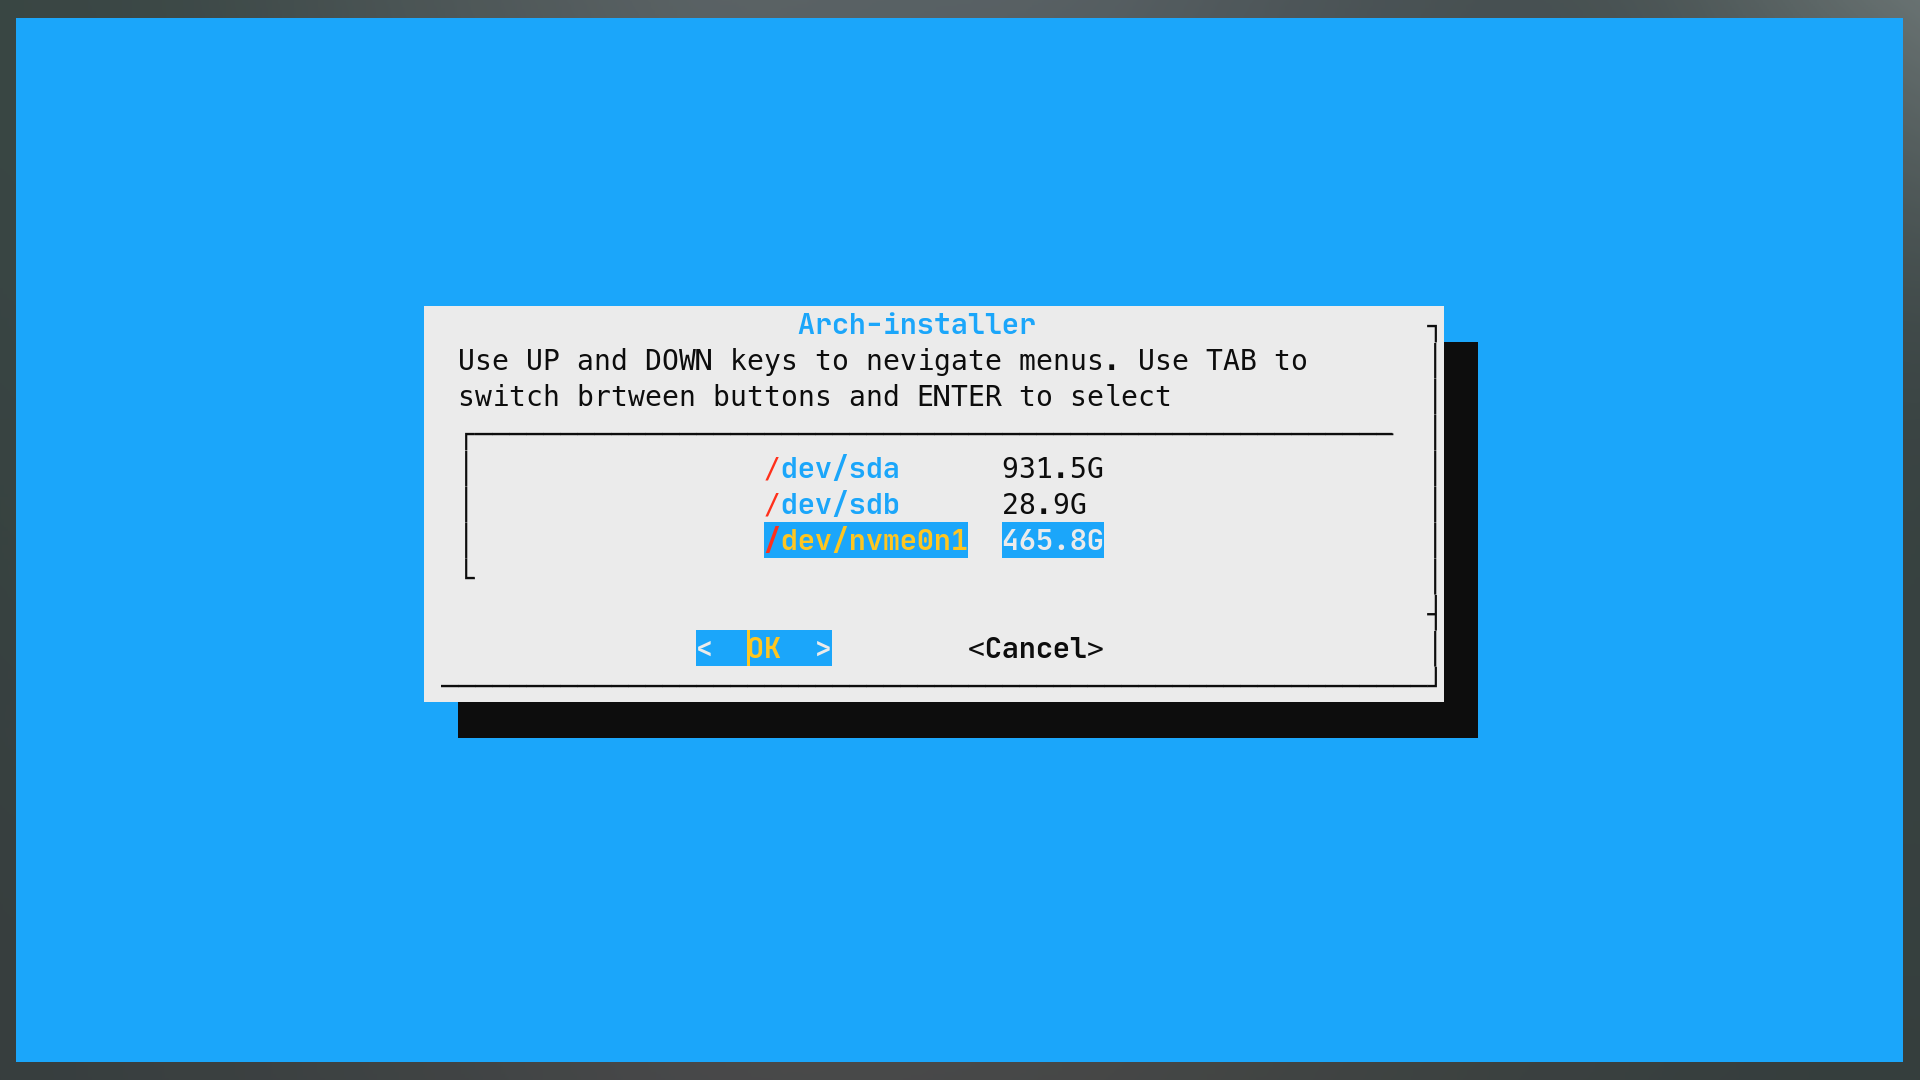 Arch-installer
Use UP and DOWN keys to nevigate menus. Use TAB to
switch brtween buttons and ENTER to select
/dev/sda 931.5G
/dev/sdb 28.9G
/dev/nvme0n1 465.8G
< OK > <Cancel>